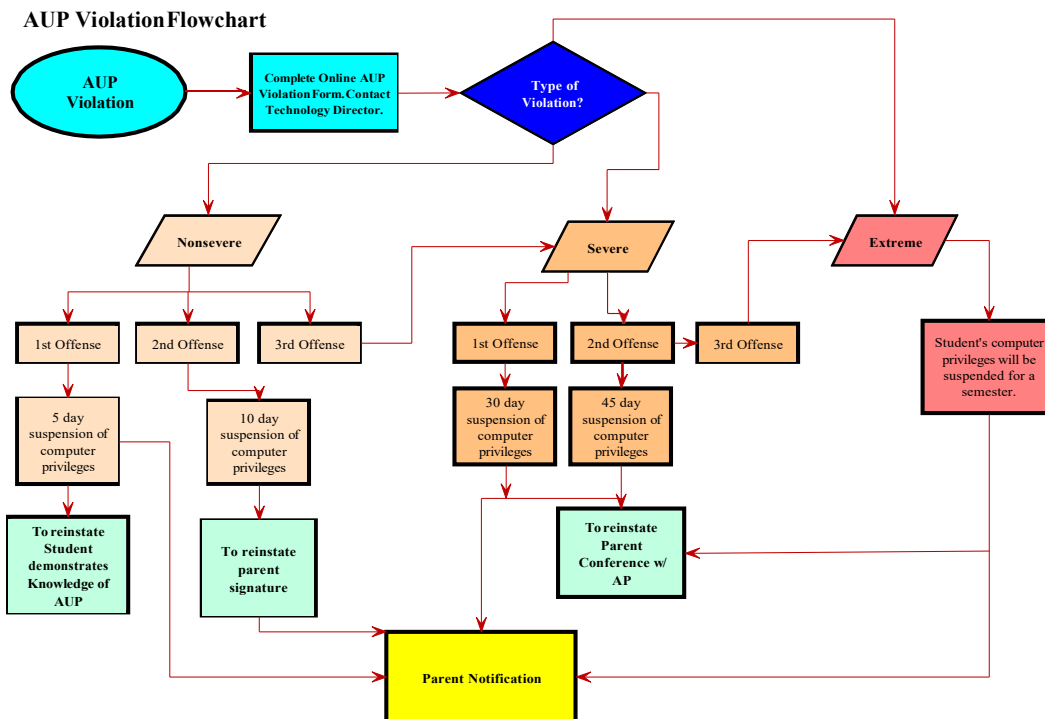 AUP Violation Flowchart
AUP
Violation
Complete Online AUP
Violation Form. Contact
Technology Director.
Type of
Violation?
Nonsevere
Severe
Extreme
1st Offense
2nd Offense
3rd Offense
1st Offense
2nd Offense
3rd Offense
Student's computer
privileges will be
suspended for a
semester.
5 day
suspension of
computer
privileges
10 day
suspension of
computer
privileges
30 day
suspension of
computer
privileges
45 day
suspension of
computer
privileges
To reinstate
Student
demonstrates
Knowledge of
AUP
To reinstate
parent
signature
To reinstate
Parent
Conference w/
AP
Parent Notification